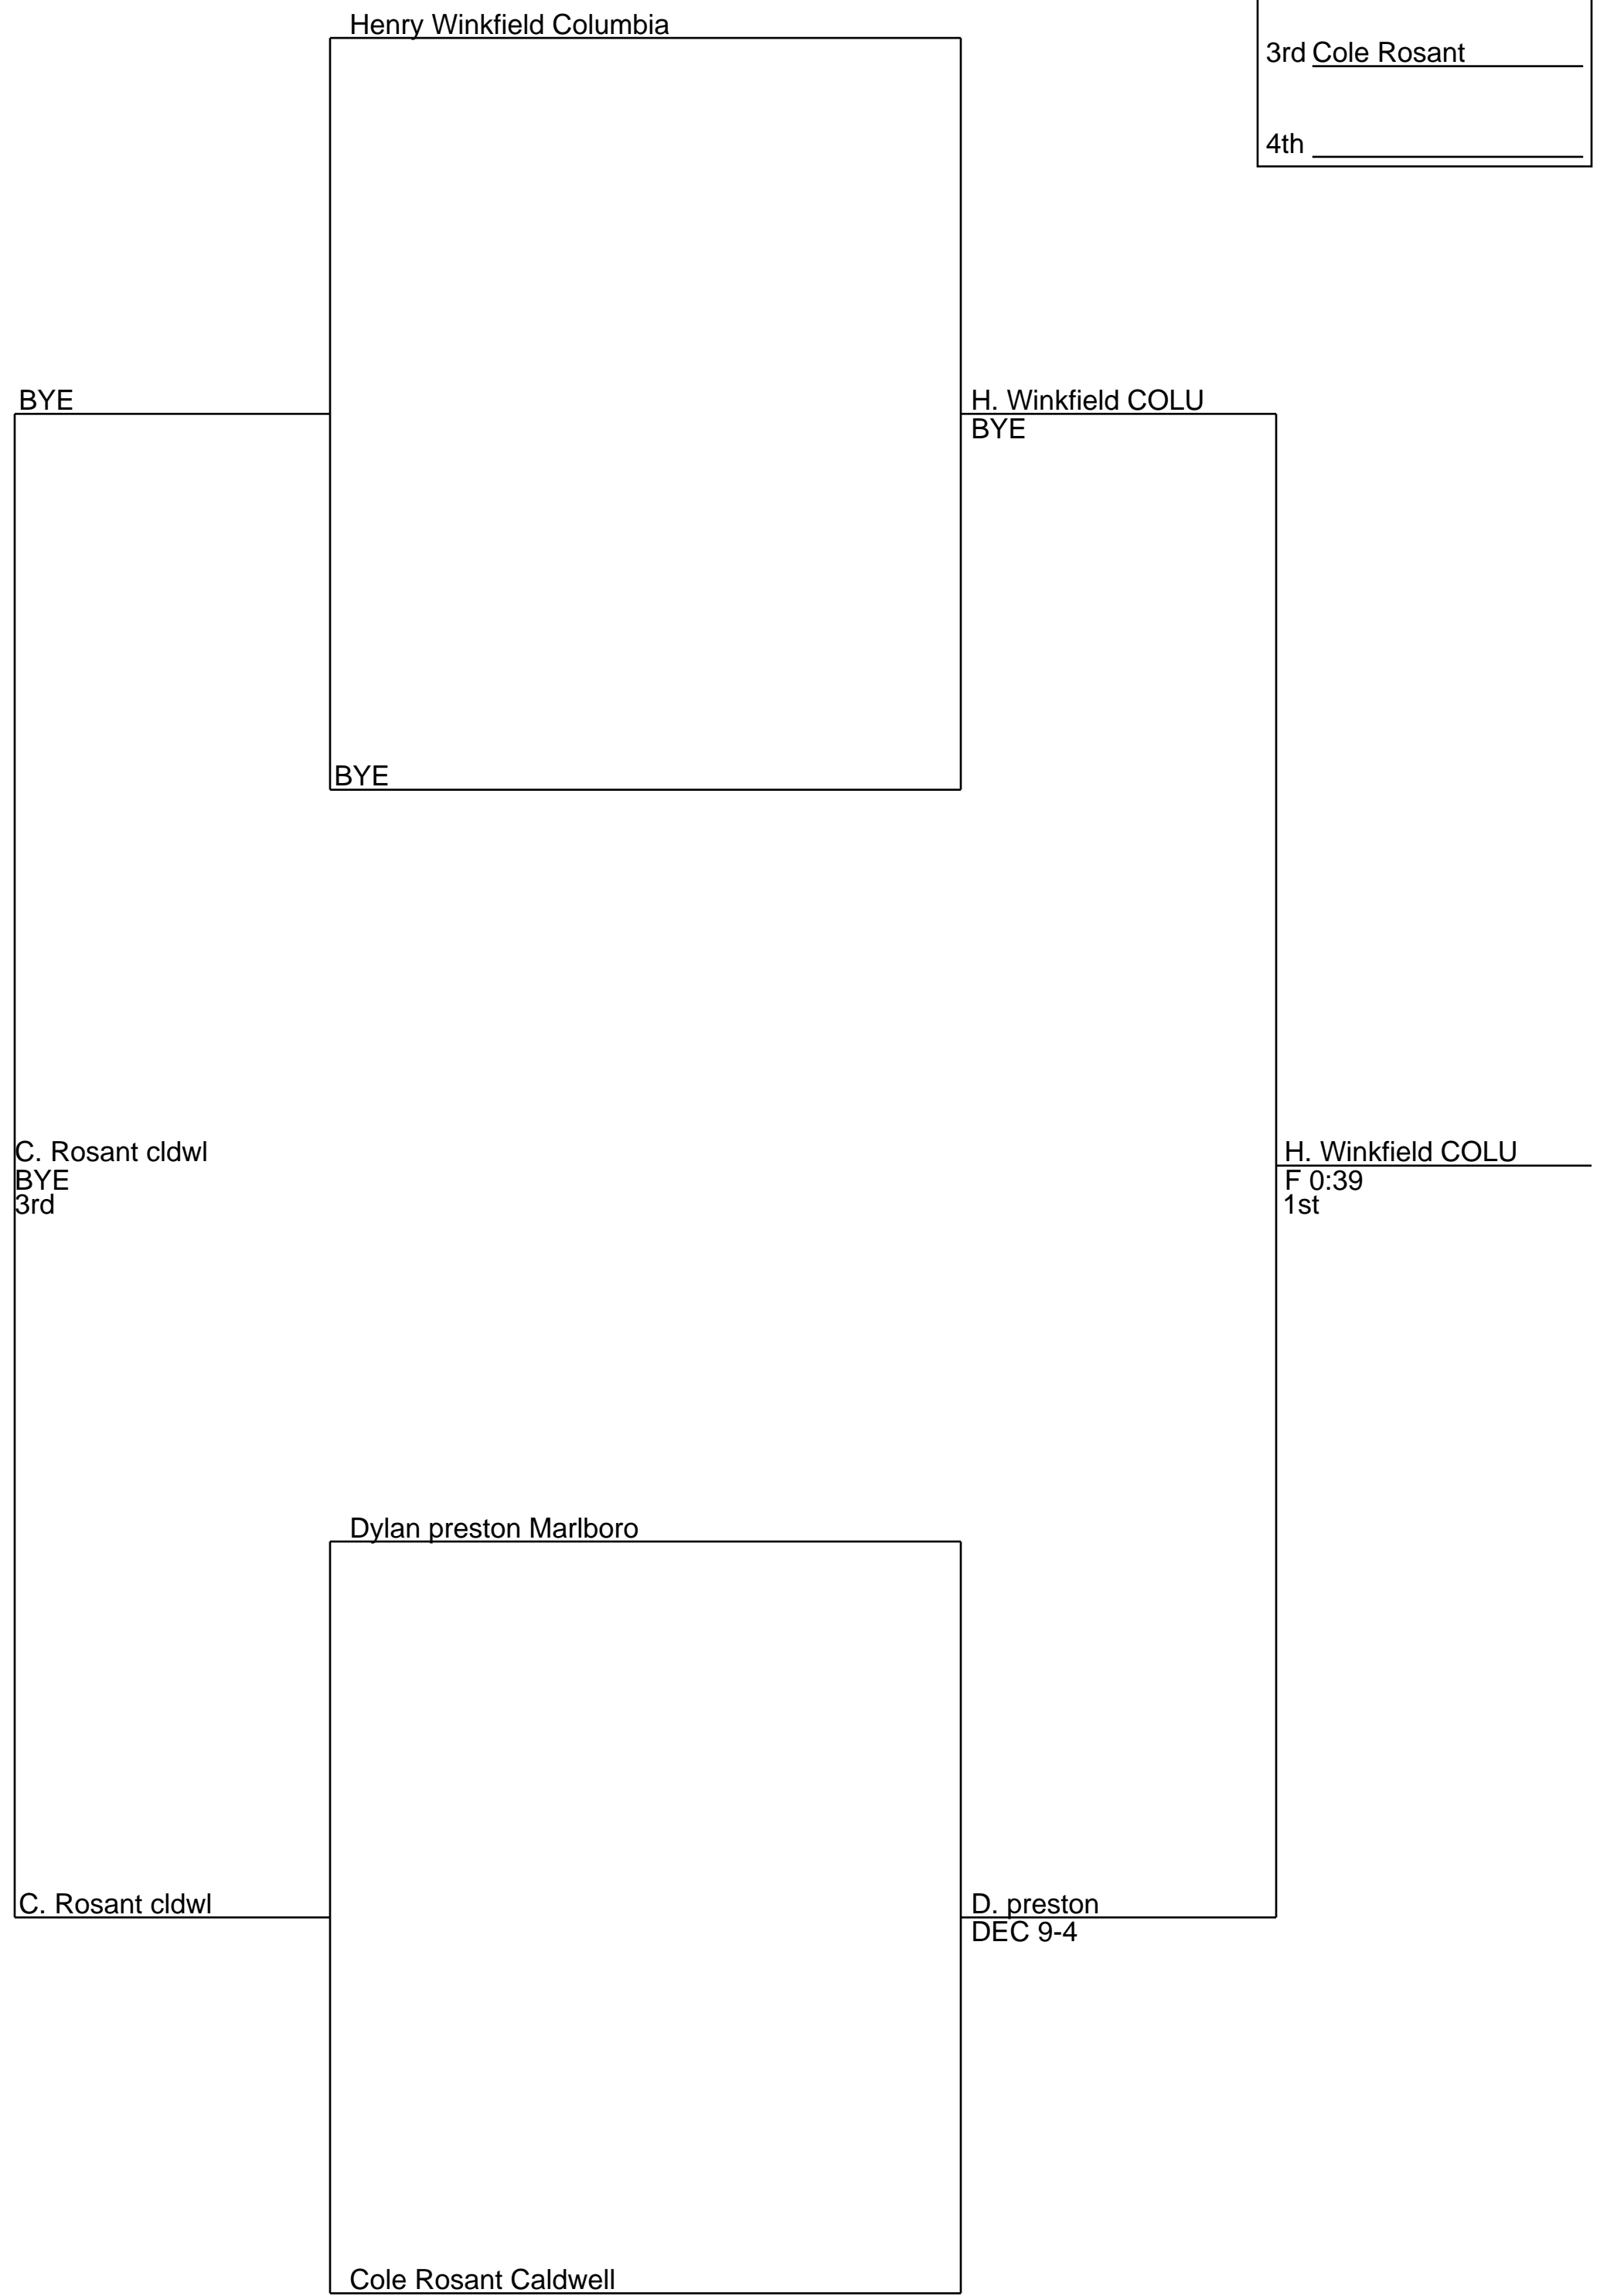 Henry Winkfield Columbia
3rd Cole Rosant
4th
BYE
H. Winkfield COLU
BYE
BYE
C. Rosant cldwl
BYE
3rd
H. Winkfield COLU
F 0:39
1st
Dylan preston Marlboro
C. Rosant cldwl
D. preston
DEC 9-4
Cole Rosant Caldwell